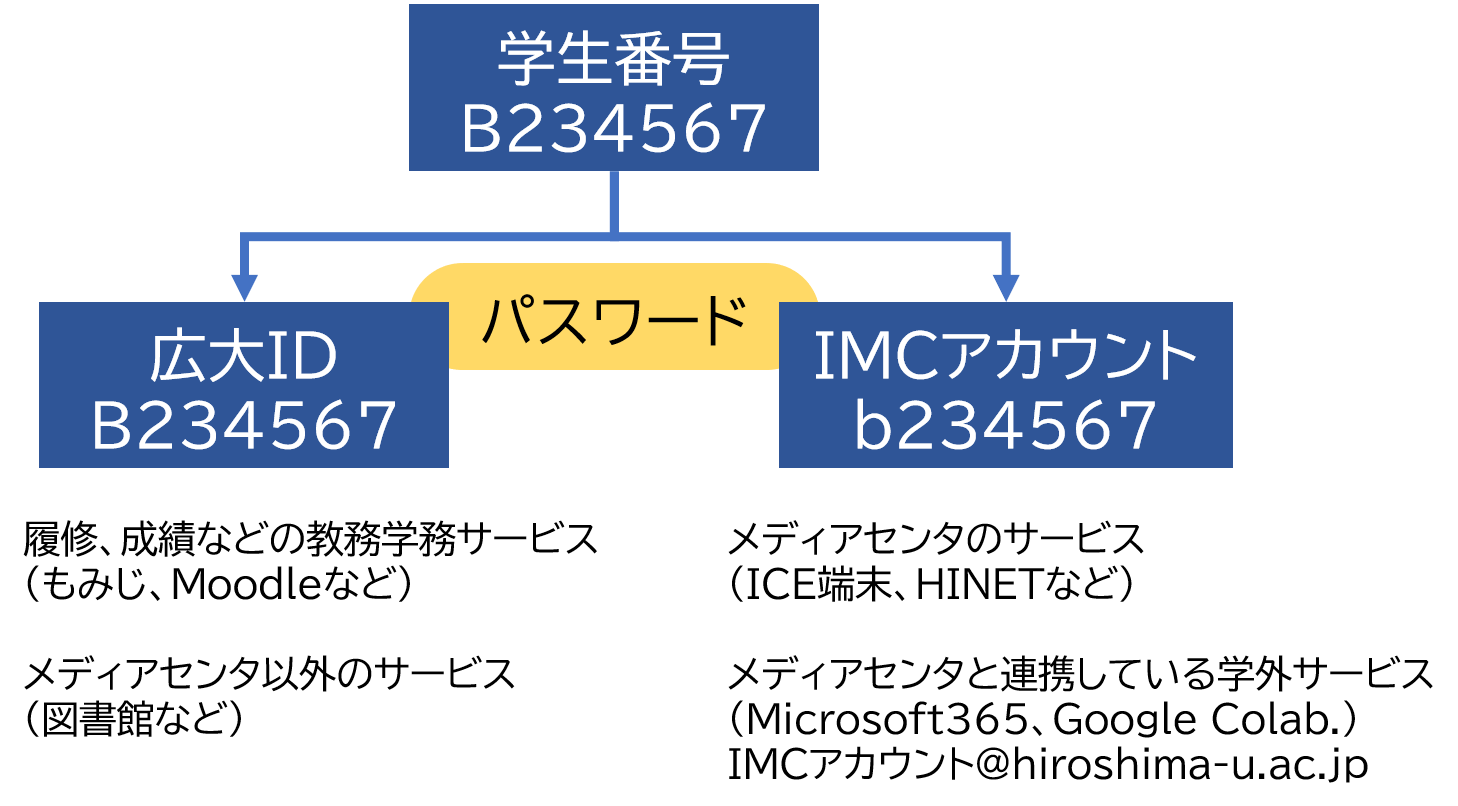 学生番号
B234567
パスワード
広大ID
B234567
IMCアカウント
b234567
履修、成績などの教務学務サービス
（もみじ、Moodleなど）
メディアセンタ以外のサービス
（図書館など）
メディアセンタのサービス
（ICE端末、HINETなど）
メディアセンタと連携している学外サービス
（Microsoft365、Google Colab.）
IMCアカウント@hiroshima-u.ac.jp